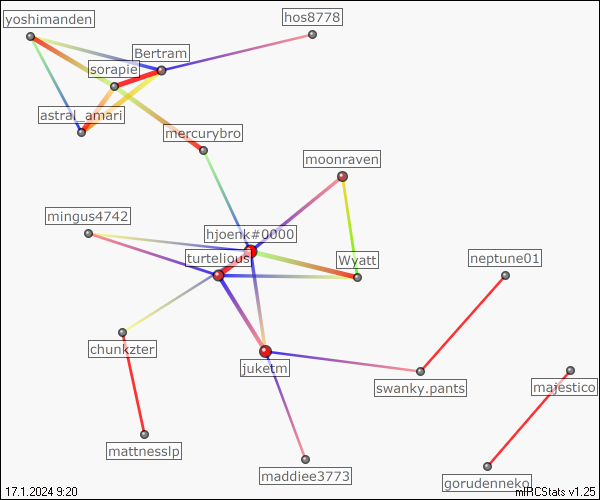 yoshimanden
hos8778
Bertram
sorapie
astral_amari
mercurybro
moonraven
mingus4742
hjoenk#0000
turtelious
Wyatt
neptune01
chunkzter
juketm
swanky.pants
majestico
mattnesslp
maddiee3773
gorudenneko
17.1.2024 9:20
mIRCStats v1.25